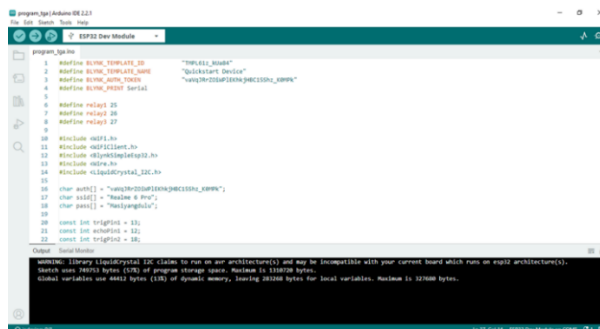 program_tga | Arduino IDE 2.2.1
File Edit Sketch Tools Help
ESP32 Dev Module
program_tga.ino
1 #define BLYNK_TEMPLATE_ID
2 #define BLYNK_TEMPLATE_NAME "Quickstart Device"
3 #define BLYNK_AUTH_TOKEN
4 #define BLYNK_PRINT Serial
5
6 #define relay1 25
7 #define relay2 26
8 #define relay3 27
9
10 #include <WiFi.h>
11 #include <WiFiClient.h>
12 #include <BlynkSimpleEsp32.h>
13 #include <Wire.h>
14 #include <LiquidCrystal_I2C.h>
15
16 char auth[] =
17 char ssid[] = "Realme 6 Pro";
18 char pass[] = "Masiyangdulu";
19
20 const int trigPin1 = 13;
21 const int echoPin1 = 12;
22 const int trigPin2 = 18;
Output Serial Monitor
WARNING: library LiquidCrystal I2C claims to run on avr architecture(s) and may be incompatible with your current board which runs on esp32 architecture(s).
Sketch uses 749753 bytes (57%) of program storage space. Maximum is 1310720 bytes.
Global variables use 44412 bytes (13%) of dynamic memory, leaving 283268 bytes for local variables. Maximum is 327680 bytes.